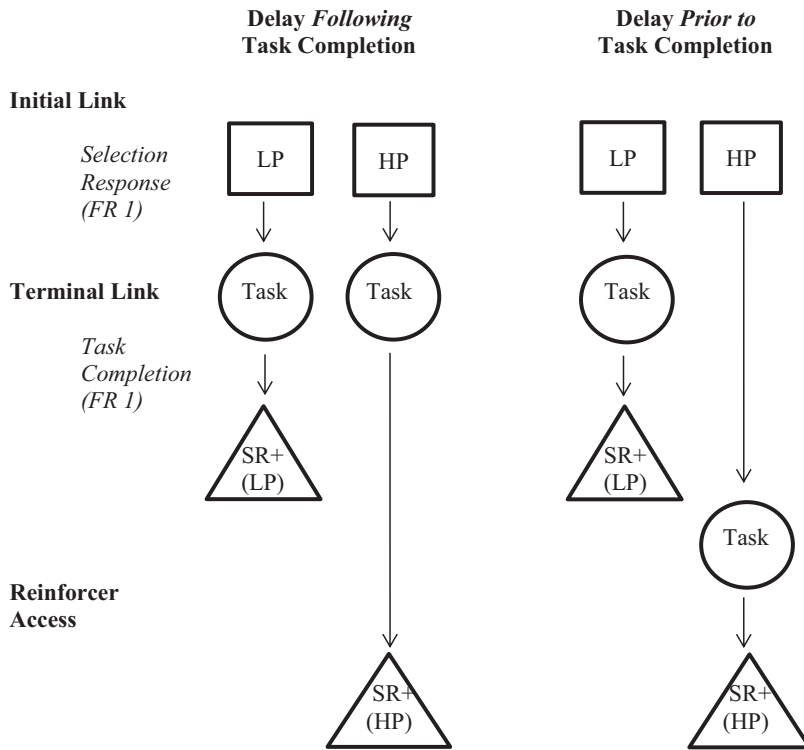 Delay Following
Task Completion
Delay Prior to
Task Completion
Initial Link
Selection
Response
(FR 1)
LP
HP
LP
HP
Terminal Link
Task
Task
Task
Task
Completion
(FR 1)
SR+
(LP)
SR+
(LP)
Task
Reinforcer
Access
SR+
(HP)
SR+
(HP)